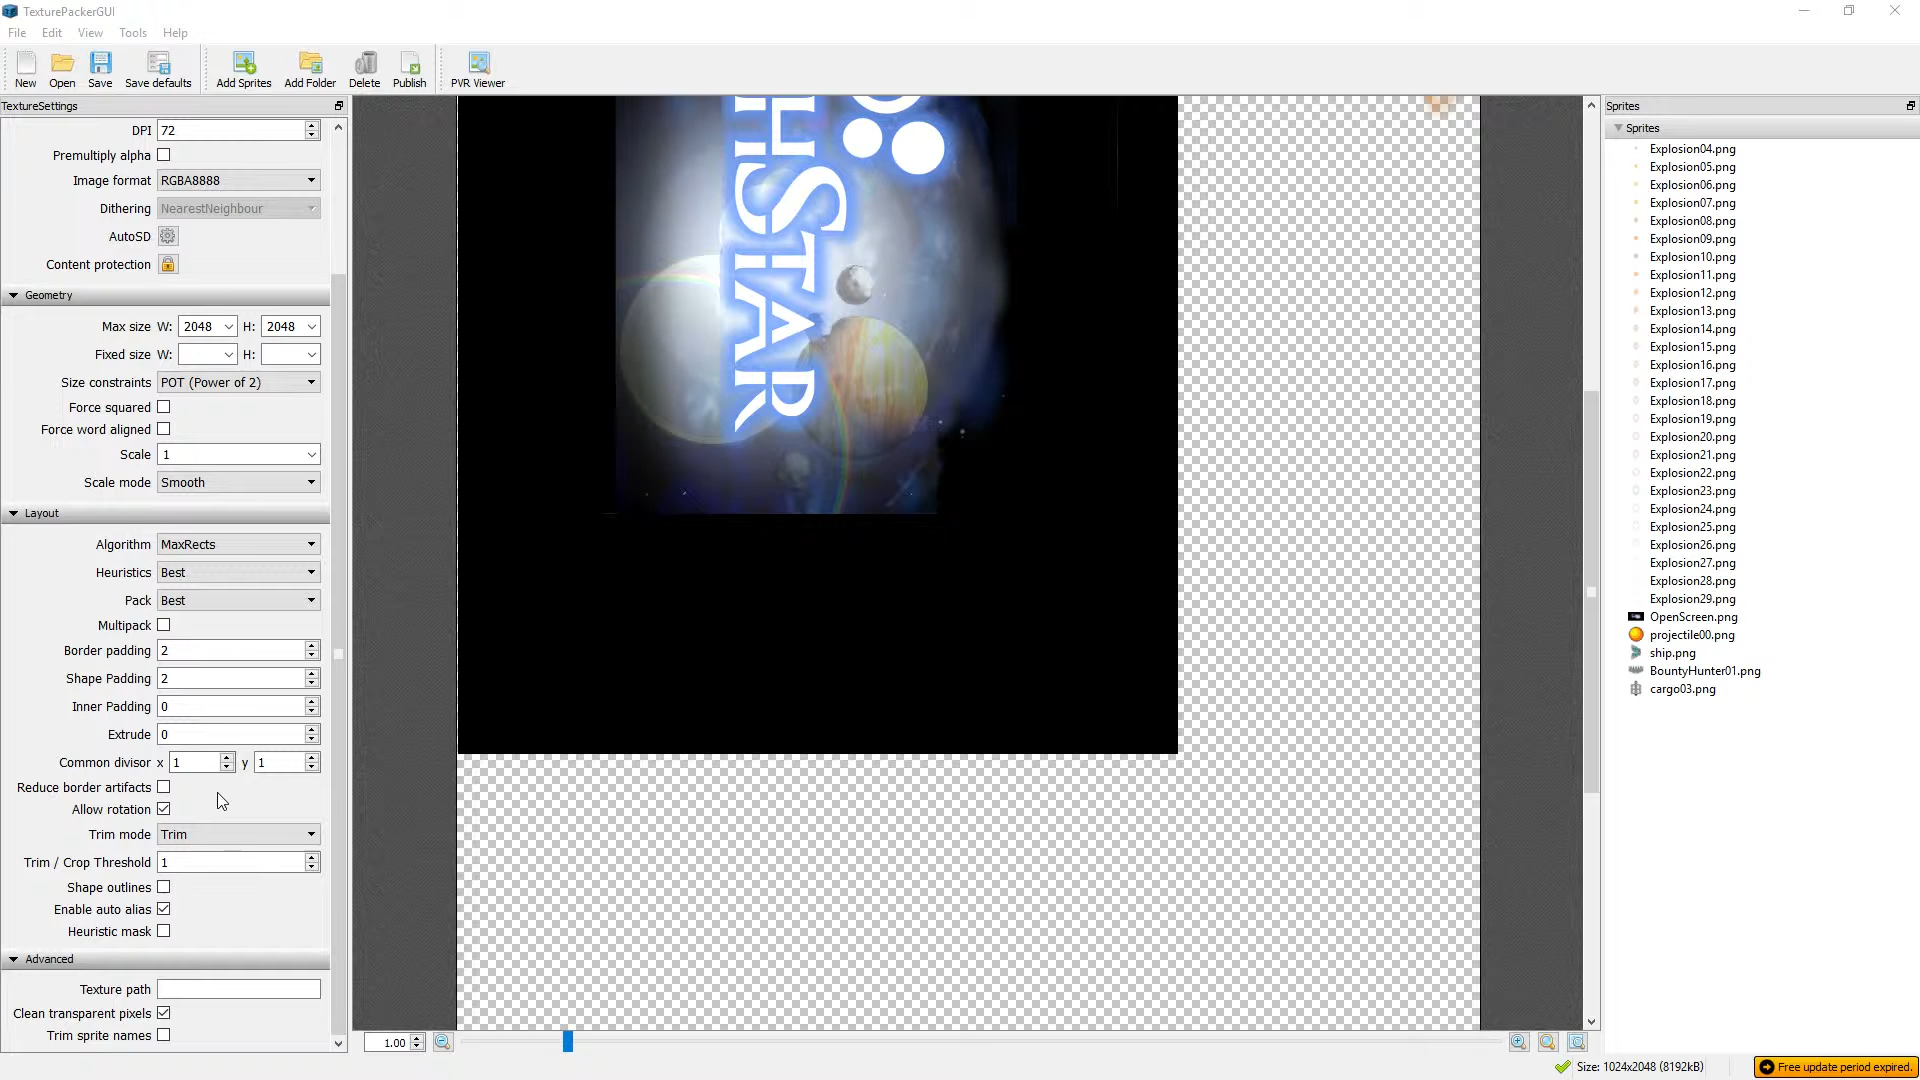 TexturePackerGUI
File Edit View Tools Help
New Open Save Save defaults Add Sprites Add Folder Delete Publish PVR Viewer
TextureSettings
DPI 72
Premultiply alpha
Image format RGBA8888
Dithering NearestNeighbour
AutoSD
Content protection
Geometry
Max size W: 2048 H: 2048
Fixed size W: H:
Size constraints POT (Power of 2)
Force squared
Force word aligned
Scale 1
Scale mode Smooth
Layout
Algorithm MaxRects
Heuristics Best
Pack Best
Multipack
Border padding 2
Shape Padding 2
Inner Padding 0
Extrude 0
Common divisor x 1 y 1
Reduce border artifacts
Allow rotation
Trim mode Trim
Trim / Crop Threshold 1
Shape outlines
Enable auto alias
Heuristic mask
Advanced
Texture path
Clean transparent pixels
Trim sprite names
HSTAR
1.00
Sprites
Sprites
Explosion04.png
Explosion05.png
Explosion06.png
Explosion07.png
Explosion08.png
Explosion09.png
Explosion10.png
Explosion11.png
Explosion12.png
Explosion13.png
Explosion14.png
Explosion15.png
Explosion16.png
Explosion17.png
Explosion18.png
Explosion19.png
Explosion20.png
Explosion21.png
Explosion22.png
Explosion23.png
Explosion24.png
Explosion25.png
Explosion26.png
Explosion27.png
Explosion28.png
Explosion29.png
OpenScreen.png
projectile00.png
ship.png
BountyHunter01.png
cargo03.png
Size: 1024x2048 (8192kB)
Free update period expired.